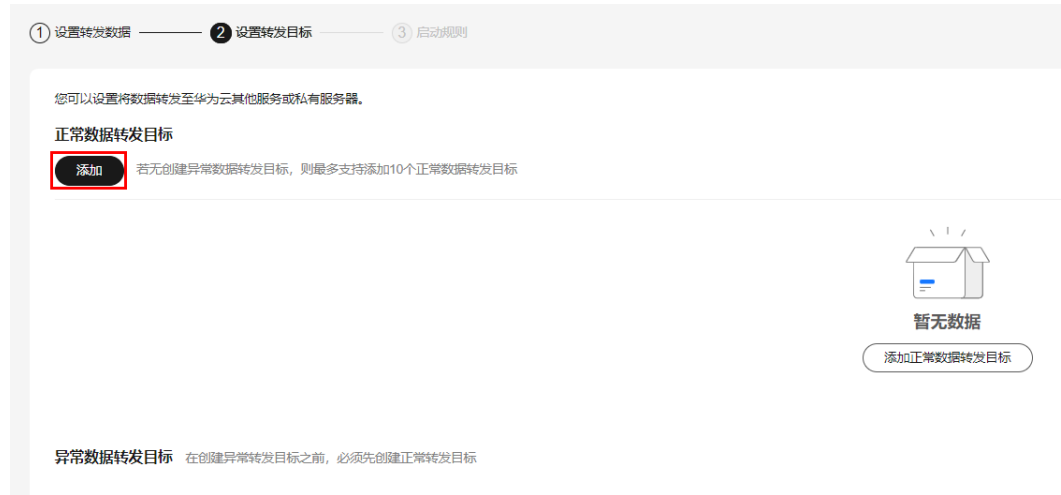 1 设置转发数据 2 设置转发目标 3 启动规则
您可以设置将数据转发至华为云其他服务或私有服务器。
正常数据转发目标
添加 若无创建异常数据转发目标，则最多支持添加10个正常数据转发目标
暂无数据
添加正常数据转发目标
异常数据转发目标 在创建异常转发目标之前，必须先创建正常转发目标